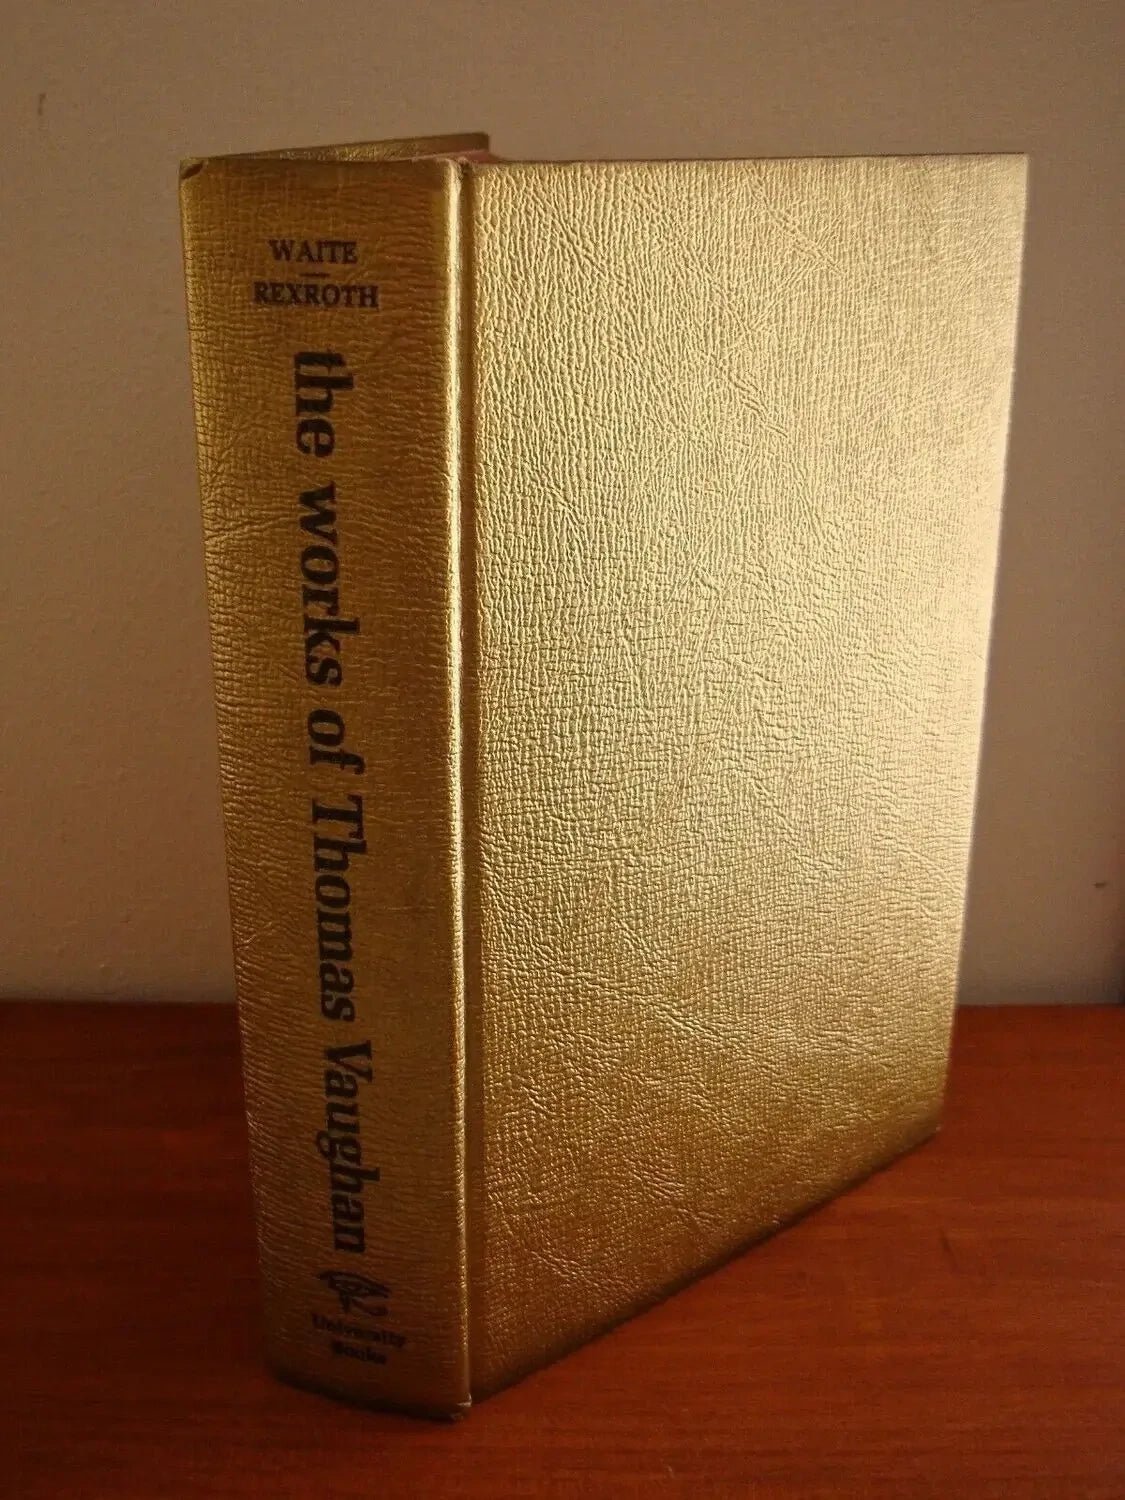 WAITE
REXROTH
the works of Thomas Vaughan
University
Books